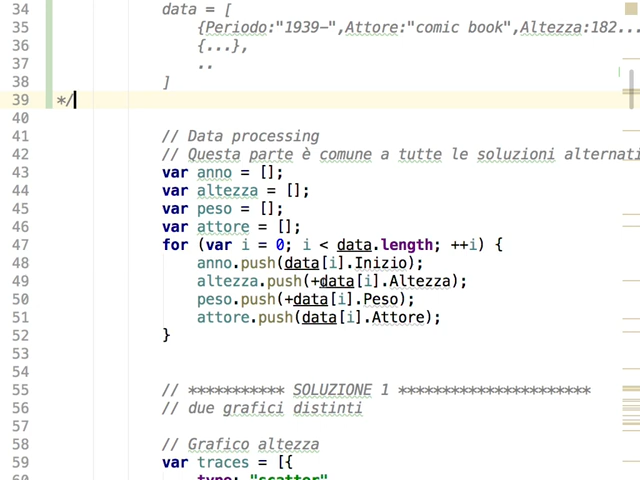 34 data = [
35 {Periodo:"1939-",Attore:"comic book",Altezza:182...
36 {...},
37 ..
38 ]
39 */
40
41 // Data processing
42 // Questa parte è comune a tutte le soluzioni alternati
43 var anno = [];
44 var altezza = [];
45 var peso = [];
46 var attore = [];
47 for (var i = 0; i < data.length; ++i) {
48 anno.push(data[i].Inizio);
49 altezza.push(+data[i].Altezza);
50 peso.push(+data[i].Peso);
51 attore.push(data[i].Attore);
52 }
53
54
55 // *********** SOLUZIONE 1 **********************
56 // due grafici distinti
57
58 // Grafico altezza
59 var traces = [{
60 type: "scatter"